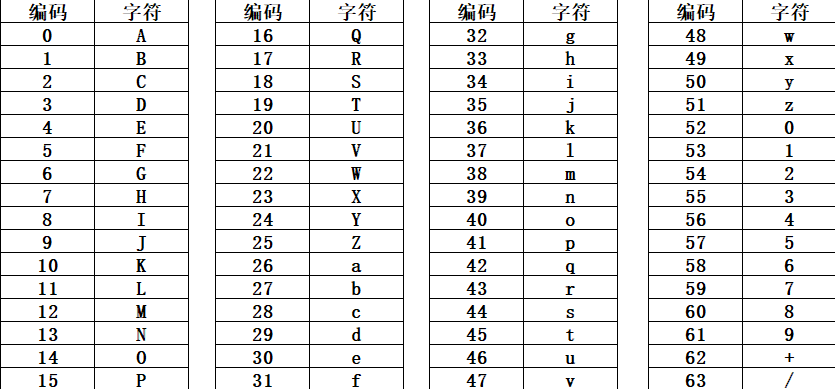 编码 字符 编码 字符 编码 字符 编码 字符
0 A 16 Q 32 g 48 w
1 B 17 R 33 h 49 x
2 C 18 S 34 i 50 y
3 D 19 T 35 j 51 z
4 E 20 U 36 k 52 0
5 F 21 V 37 l 53 1
6 G 22 W 38 m 54 2
7 H 23 X 39 n 55 3
8 I 24 Y 40 o 56 4
9 J 25 Z 41 p 57 5
10 K 26 a 42 q 58 6
11 L 27 b 43 r 59 7
12 M 28 c 44 s 60 8
13 N 29 d 45 t 61 9
14 O 30 e 46 u 62 +
15 P 31 f 47 v 63 /